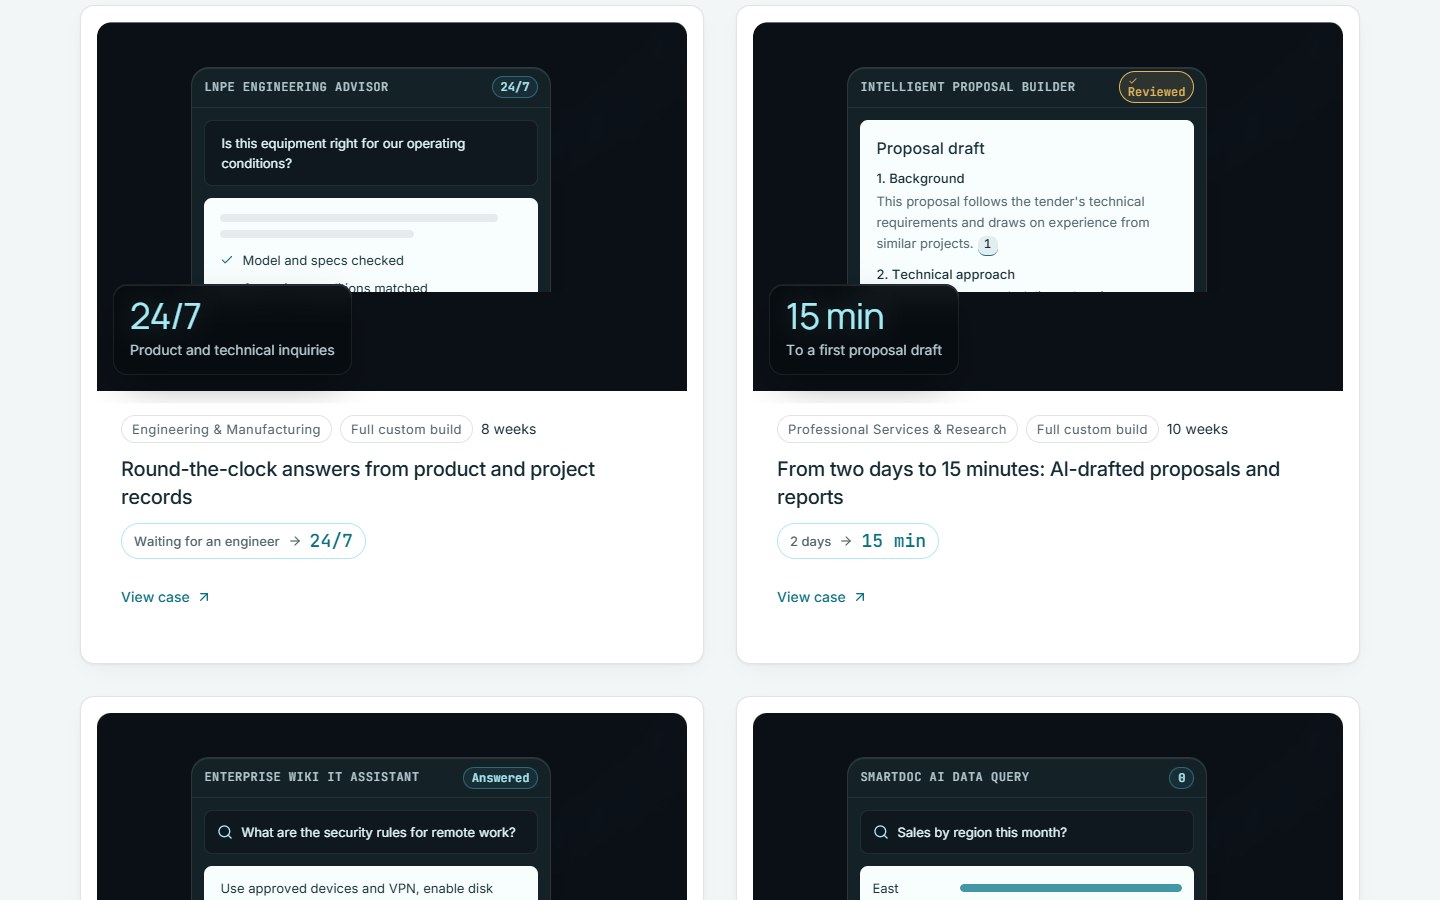 LNPE ENGINEERING ADVISOR
24/7
Is this equipment right for our operating
conditions?
Model and specs checked
matched
24/7
Product and technical inquiries
Engineering & Manufacturing
Full custom build
8 weeks
Round-the-clock answers from product and project
records
Waiting for an engineer → 24/7
View case
INTELLIGENT PROPOSAL BUILDER
✓
Reviewed
Proposal draft
1. Background
This proposal follows the tender's technical
requirements and draws on experience from
similar projects. 1
2. Technical approach
15 min
To a first proposal draft
Professional Services & Research
Full custom build
10 weeks
From two days to 15 minutes: AI-drafted proposals and
reports
2 days → 15 min
View case
ENTERPRISE WIKI IT ASSISTANT
Answered
What are the security rules for remote work?
Use approved devices and VPN, enable disk
SMARTDOC AI DATA QUERY
0
Sales by region this month?
East